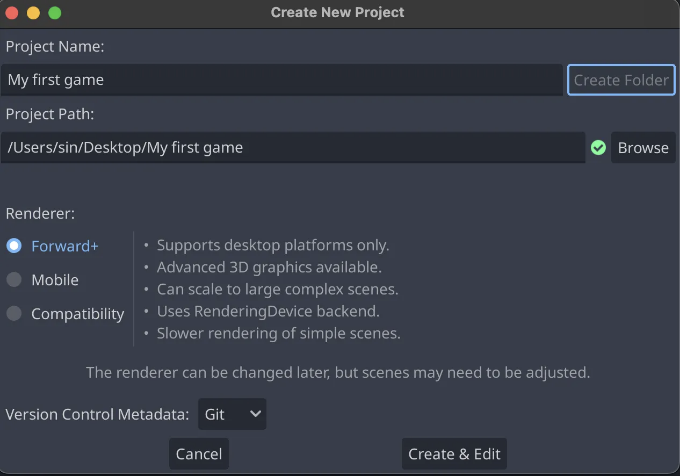 Create New Project
Project Name:
My first game
Create Folder
Project Path:
/Users/sin/Desktop/My first game
Browse
Renderer:
Forward+
Mobile
Compatibility
• Supports desktop platforms only.
• Advanced 3D graphics available.
• Can scale to large complex scenes.
• Uses RenderingDevice backend.
• Slower rendering of simple scenes.
The renderer can be changed later, but scenes may need to be adjusted.
Version Control Metadata: Git
Cancel
Create & Edit